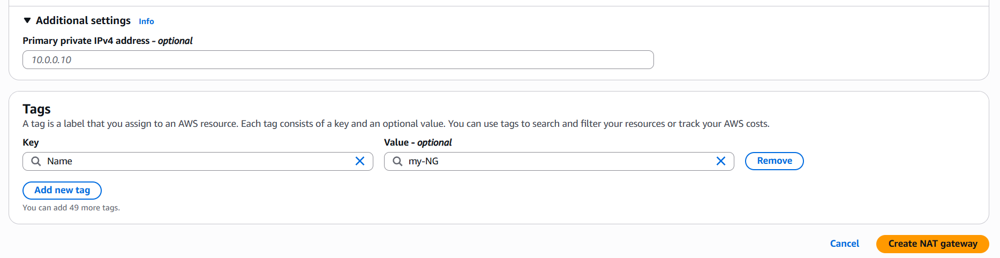 Additional settings Info
Primary private IPv4 address - optional
10.0.0.10
Tags
A tag is a label that you assign to an AWS resource. Each tag consists of a key and an optional value. You can use tags to search and filter your resources or track your AWS costs.
Key Value - optional
Name my-NG Remove
Add new tag
You can add 49 more tags.
Cancel Create NAT gateway